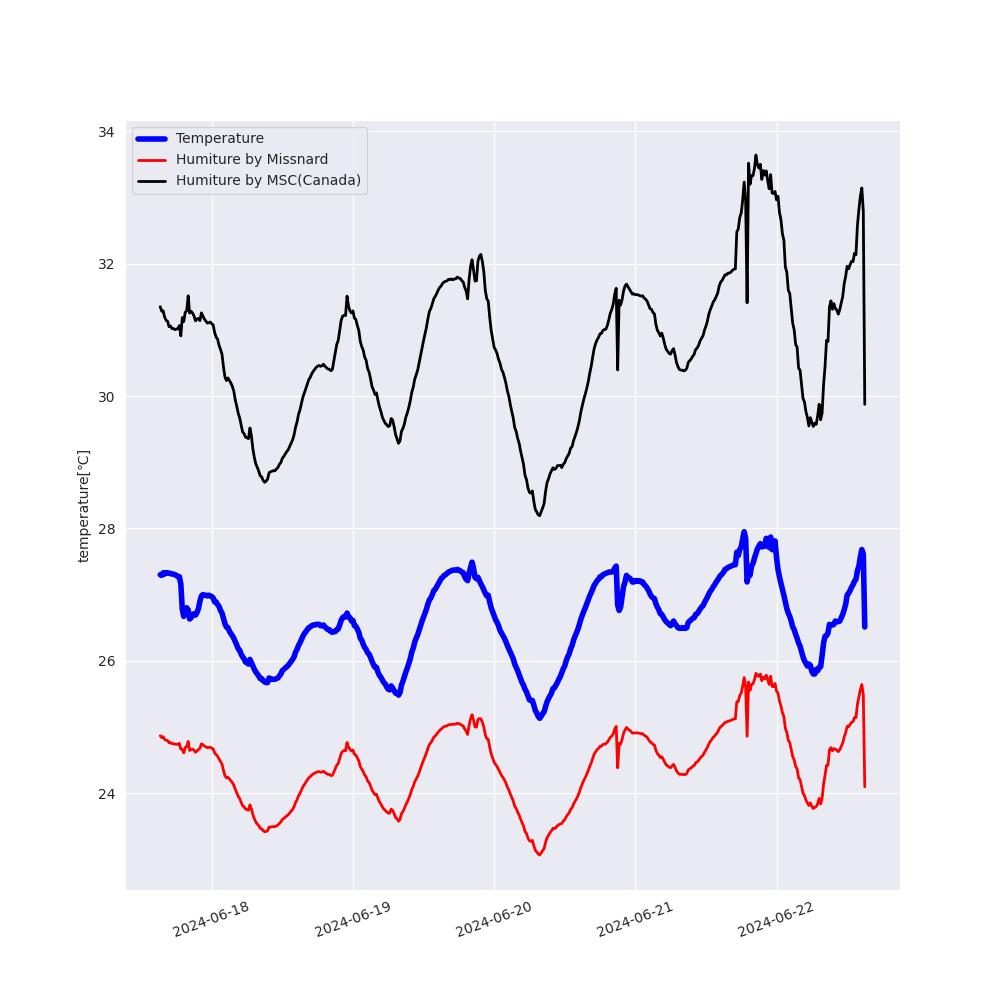 34
32
30
28
26
24
temperature[℃]
Temperature
Humiture by Missnard
Humiture by MSC(Canada)
2024-06-18
2024-06-19
2024-06-20
2024-06-21
2024-06-22